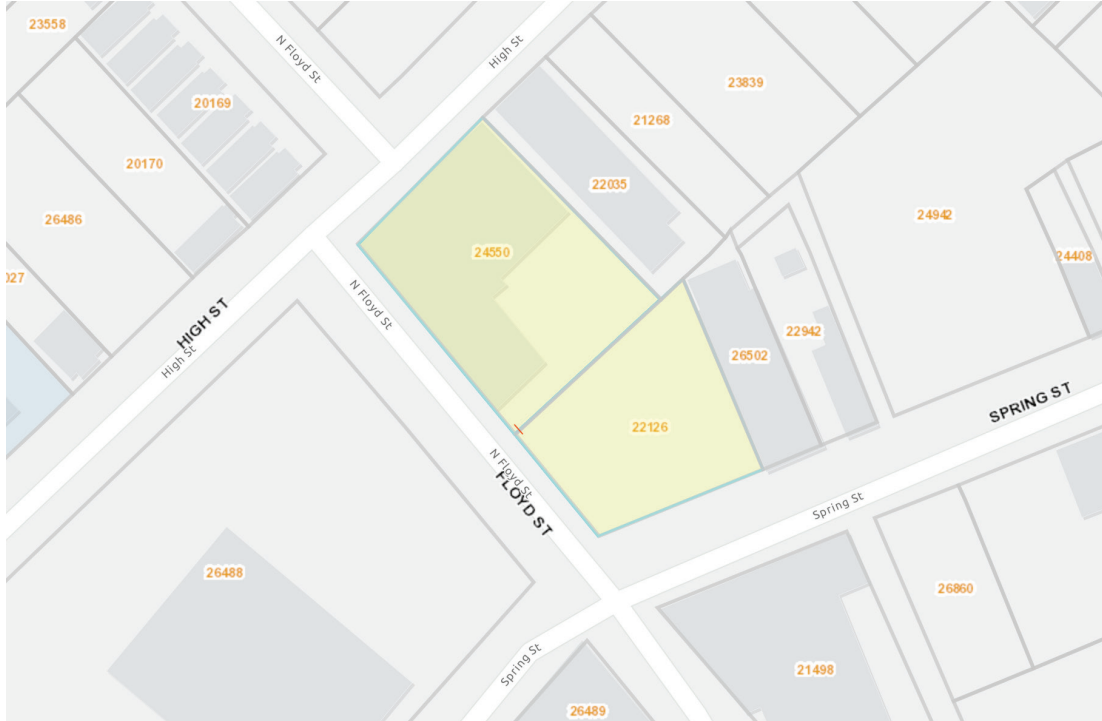 23558
N Floyd St
High St
23839
20169
21268
20170
22035
26486
24942
24550
24408
027
N Floyd St
HIGH ST
High St
22942
26502
SPRING ST
22126
N Floyd St
FLOYD ST
Spring St
26488
26860
Spring St
21498
26489